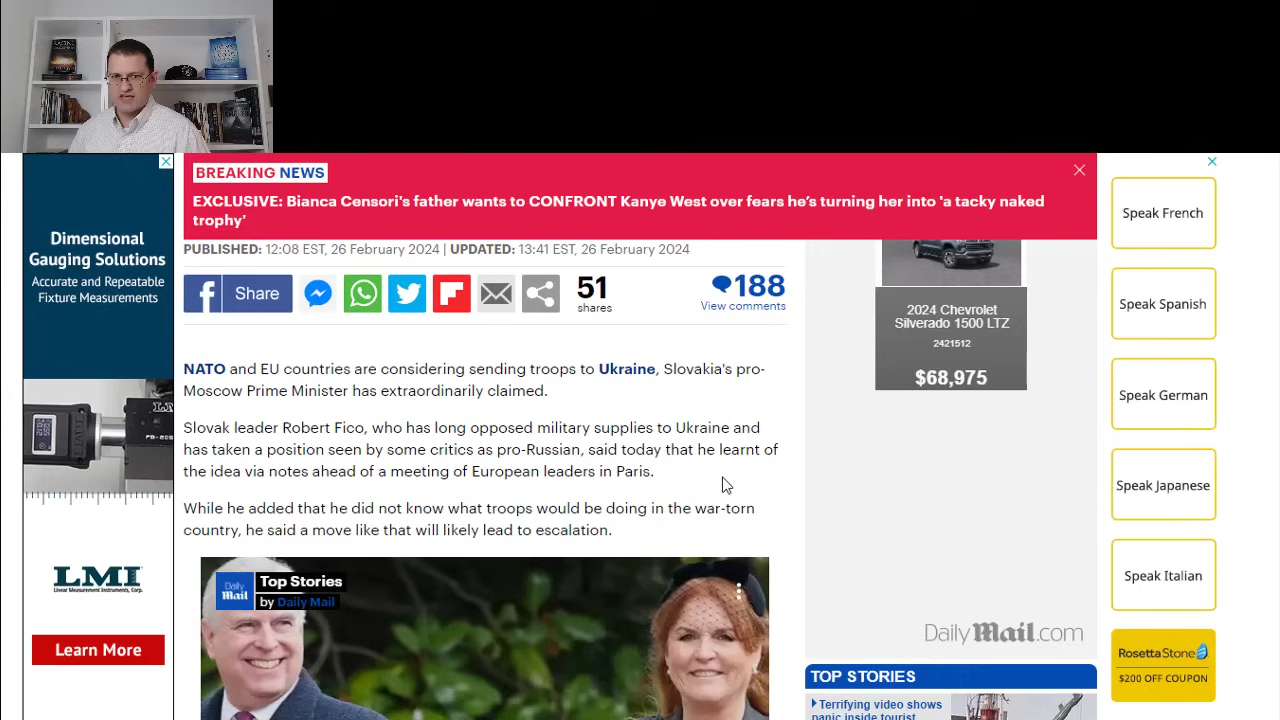 BREAKING NEWS
EXCLUSIVE: Bianca Censori's father wants to CONFRONT Kanye West over fears he's turning her into 'a tacky naked
trophy'
PUBLISHED: 12:08 EST, 26 February 2024 | UPDATED: 13:41 EST, 26 February 2024
Share
51
shares
188
View comments
NATO and EU countries are considering sending troops to Ukraine, Slovakia's pro-
Moscow Prime Minister has extraordinarily claimed.
Slovak leader Robert Fico, who has long opposed military supplies to Ukraine and
has taken a position seen by some critics as pro-Russian, said today that he learnt of
the idea via notes ahead of a meeting of European leaders in Paris.
While he added that he did not know what troops would be doing in the war-torn
country, he said a move like that will likely lead to escalation.
Daily Mail
Top Stories
by Daily Mail
Dimensional
Gauging Solutions
Accurate and Repeatable
Fixture Measurements
LMI
Linear Measurement Instruments, Corp.
Learn More
2024 Chevrolet
Silverado 1500 LTZ
2421512
$68,975
DailyMail.com
TOP STORIES
Terrifying video shows
panic inside tourist
Speak French
Speak Spanish
Speak German
Speak Japanese
Speak Italian
RosettaStone
$200 OFF COUPON